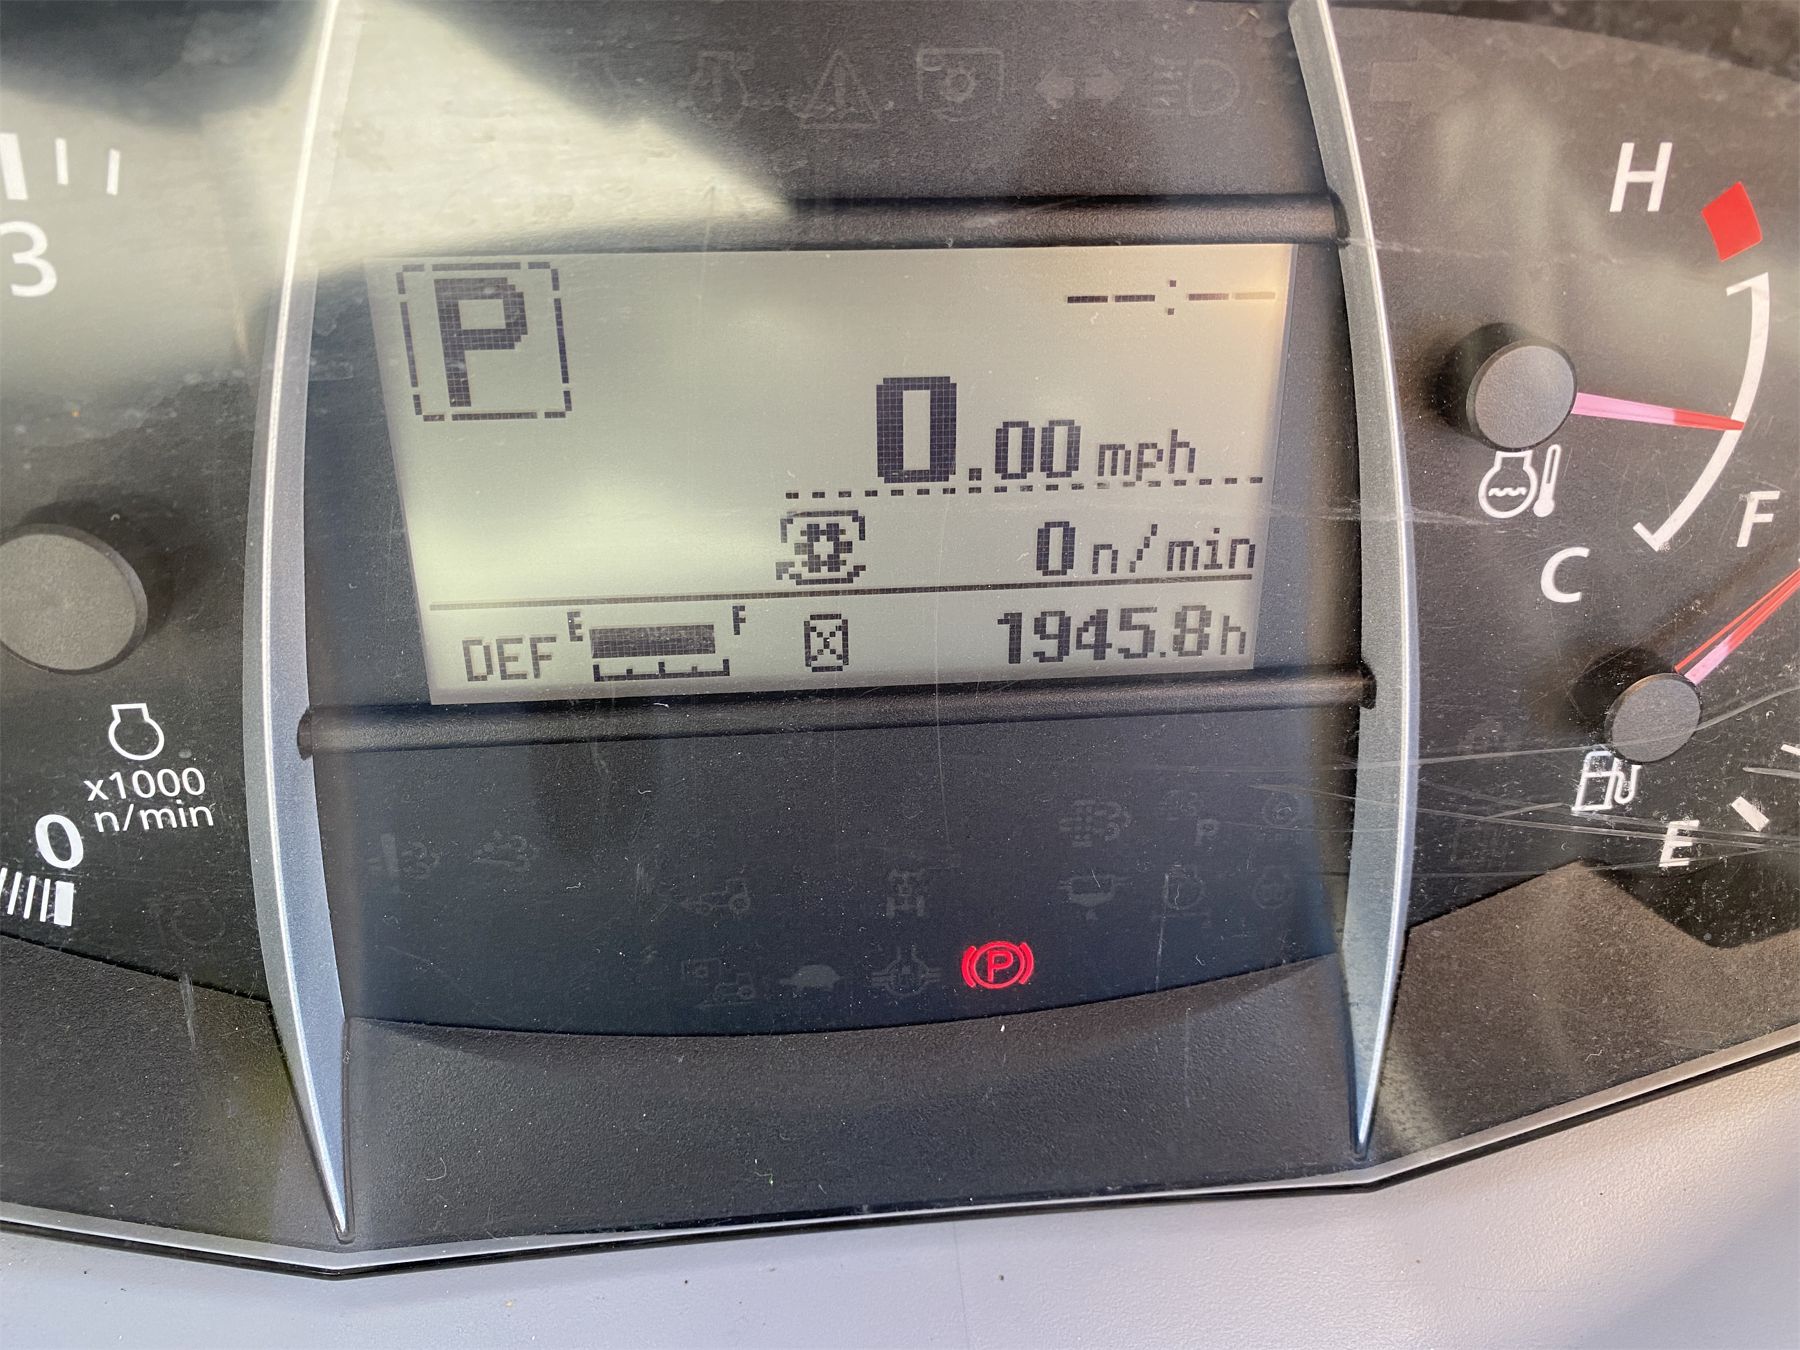 3
H
P
--:--
0.00 mph
0 n/min
F
C
DEF E F
1945.8h
x1000
n/min
0
E
P
P